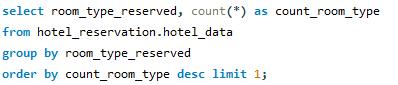 select room_type_reserved, count(*) as count_room_type
from hotel_reservation.hotel_data
group by room_type_reserved
order by count_room_type desc limit 1;